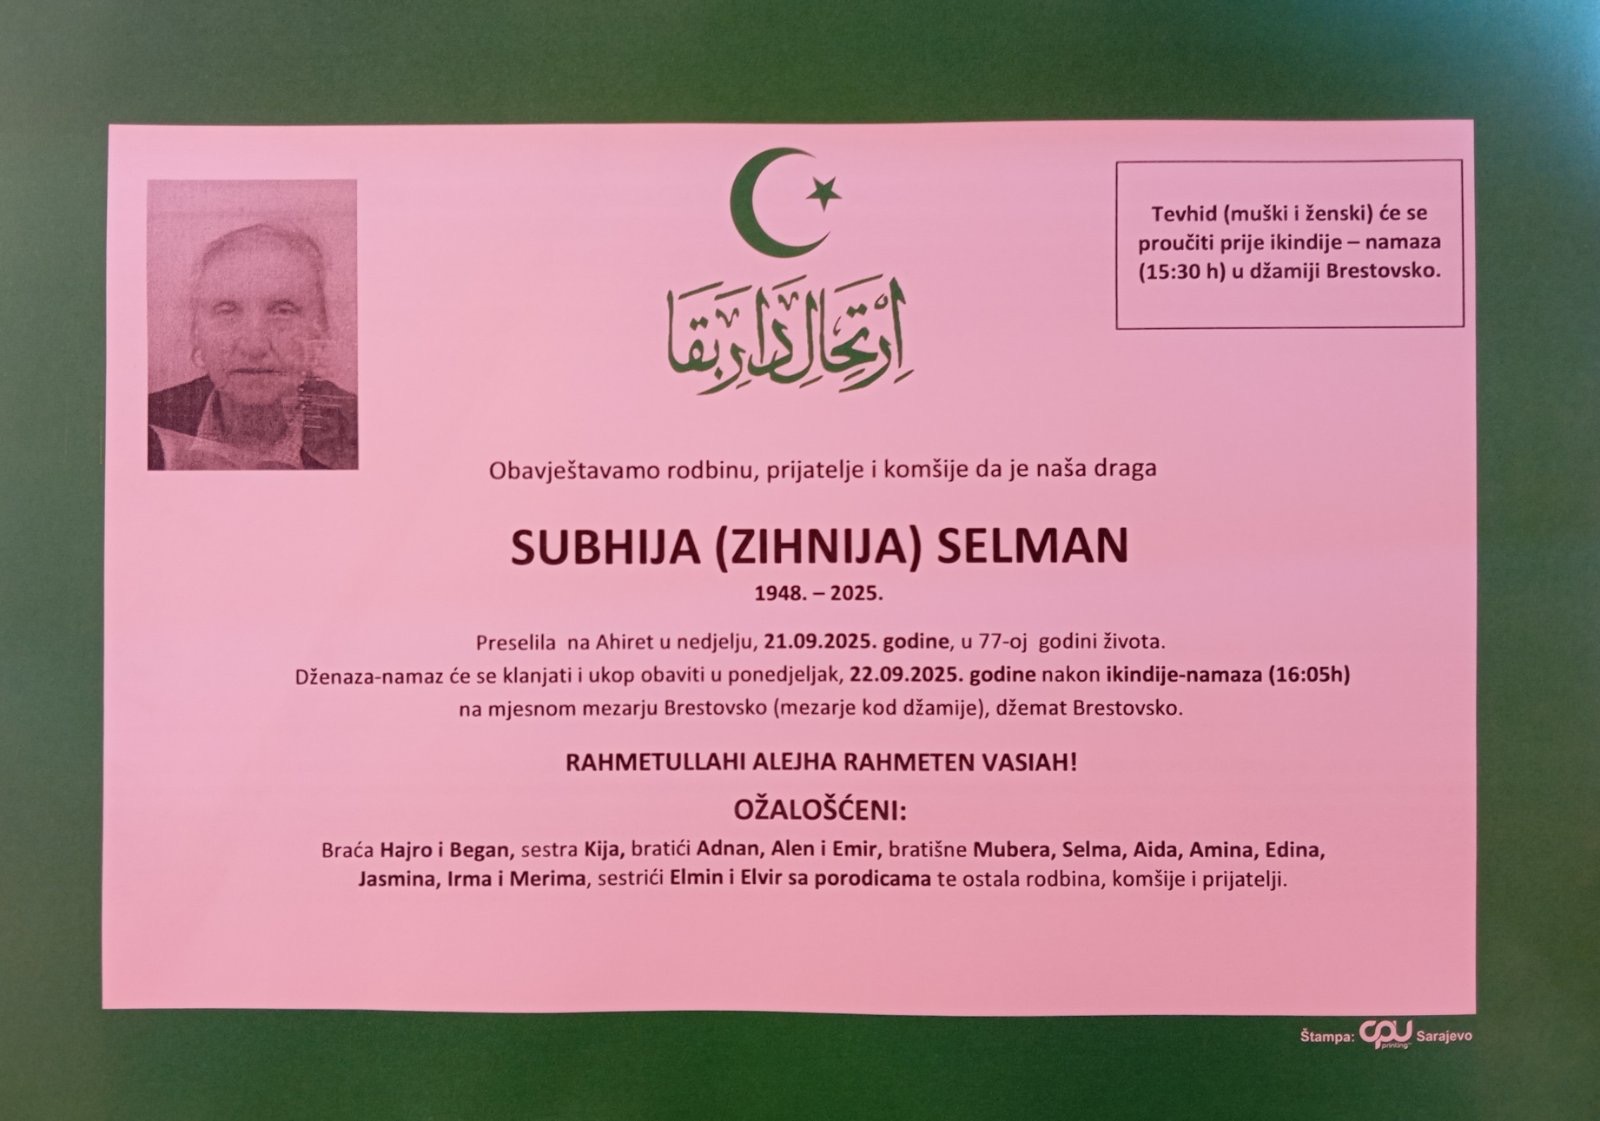 Tevhid (muški i ženski) će se
proučiti prije ikindije – namaza
(15:30 h) u džamiji Brestovsko.
اِرْتِحَالِ دَارِ بَقَا
Obavještavamo rodbinu, prijatelje i komšije da je naša draga
SUBHIJA (ZIHNIJA) SELMAN
1948. – 2025.
Preselila na Ahiret u nedjelju, 21.09.2025. godine, u 77-oj godini života.
Dženaza-namaz će se klanjati i ukop obaviti u ponedjeljak, 22.09.2025. godine nakon ikindije-namaza (16:05h)
na mjesnom mezarju Brestovsko (mezarje kod džamije), džemat Brestovsko.
RAHMETULLAHI ALEJHA RAHMETEN VASIAH!
OŽALOŠĆENI:
Braća Hajro i Began, sestra Kija, bratići Adnan, Alen i Emir, bratišne Mubera, Selma, Aida, Amina, Edina,
Jasmina, Irma i Merima, sestrići Elmin i Elvir sa porodicama te ostala rodbina, komšije i prijatelji.
Štampa: CPU printing Sarajevo